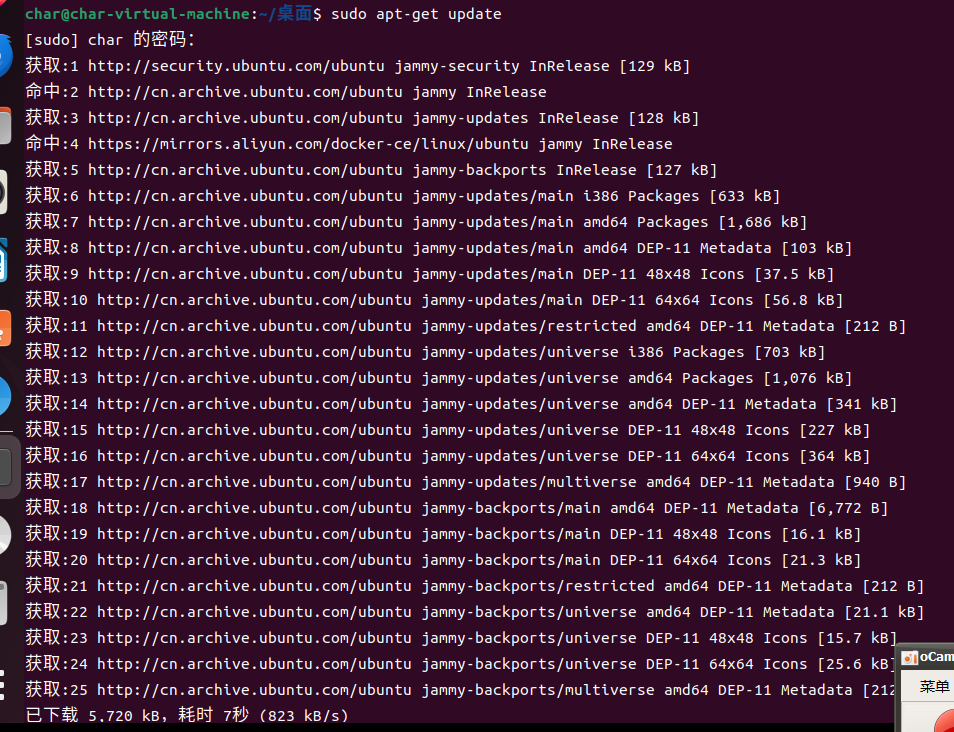 char@char-virtual-machine:~/桌面$ sudo apt-get update
[sudo] char 的密码：
获取:1 http://security.ubuntu.com/ubuntu jammy-security InRelease [129 kB]
命中:2 http://cn.archive.ubuntu.com/ubuntu jammy InRelease
获取:3 http://cn.archive.ubuntu.com/ubuntu jammy-updates InRelease [128 kB]
命中:4 https://mirrors.aliyun.com/docker-ce/linux/ubuntu jammy InRelease
获取:5 http://cn.archive.ubuntu.com/ubuntu jammy-backports InRelease [127 kB]
获取:6 http://cn.archive.ubuntu.com/ubuntu jammy-updates/main i386 Packages [633 kB]
获取:7 http://cn.archive.ubuntu.com/ubuntu jammy-updates/main amd64 Packages [1,686 kB]
获取:8 http://cn.archive.ubuntu.com/ubuntu jammy-updates/main amd64 DEP-11 Metadata [103 kB]
获取:9 http://cn.archive.ubuntu.com/ubuntu jammy-updates/main DEP-11 48x48 Icons [37.5 kB]
获取:10 http://cn.archive.ubuntu.com/ubuntu jammy-updates/main DEP-11 64x64 Icons [56.8 kB]
获取:11 http://cn.archive.ubuntu.com/ubuntu jammy-updates/restricted amd64 DEP-11 Metadata [212 B]
获取:12 http://cn.archive.ubuntu.com/ubuntu jammy-updates/universe i386 Packages [703 kB]
获取:13 http://cn.archive.ubuntu.com/ubuntu jammy-updates/universe amd64 Packages [1,076 kB]
获取:14 http://cn.archive.ubuntu.com/ubuntu jammy-updates/universe amd64 DEP-11 Metadata [341 kB]
获取:15 http://cn.archive.ubuntu.com/ubuntu jammy-updates/universe DEP-11 48x48 Icons [227 kB]
获取:16 http://cn.archive.ubuntu.com/ubuntu jammy-updates/universe DEP-11 64x64 Icons [364 kB]
获取:17 http://cn.archive.ubuntu.com/ubuntu jammy-updates/multiverse amd64 DEP-11 Metadata [940 B]
获取:18 http://cn.archive.ubuntu.com/ubuntu jammy-backports/main amd64 DEP-11 Metadata [6,772 B]
获取:19 http://cn.archive.ubuntu.com/ubuntu jammy-backports/main DEP-11 48x48 Icons [16.1 kB]
获取:20 http://cn.archive.ubuntu.com/ubuntu jammy-backports/main DEP-11 64x64 Icons [21.3 kB]
获取:21 http://cn.archive.ubuntu.com/ubuntu jammy-backports/restricted amd64 DEP-11 Metadata [212 B]
获取:22 http://cn.archive.ubuntu.com/ubuntu jammy-backports/universe amd64 DEP-11 Metadata [21.1 kB]
获取:23 http://cn.archive.ubuntu.com/ubuntu jammy-backports/universe DEP-11 48x48 Icons [15.7 kB]
获取:24 http://cn.archive.ubuntu.com/ubuntu jammy-backports/universe DEP-11 64x64 Icons [25.6 kB]
获取:25 http://cn.archive.ubuntu.com/ubuntu jammy-backports/multiverse amd64 DEP-11 Metadata [212
已下载 5,720 kB，耗时 7秒 (823 kB/s)
oCam
菜单